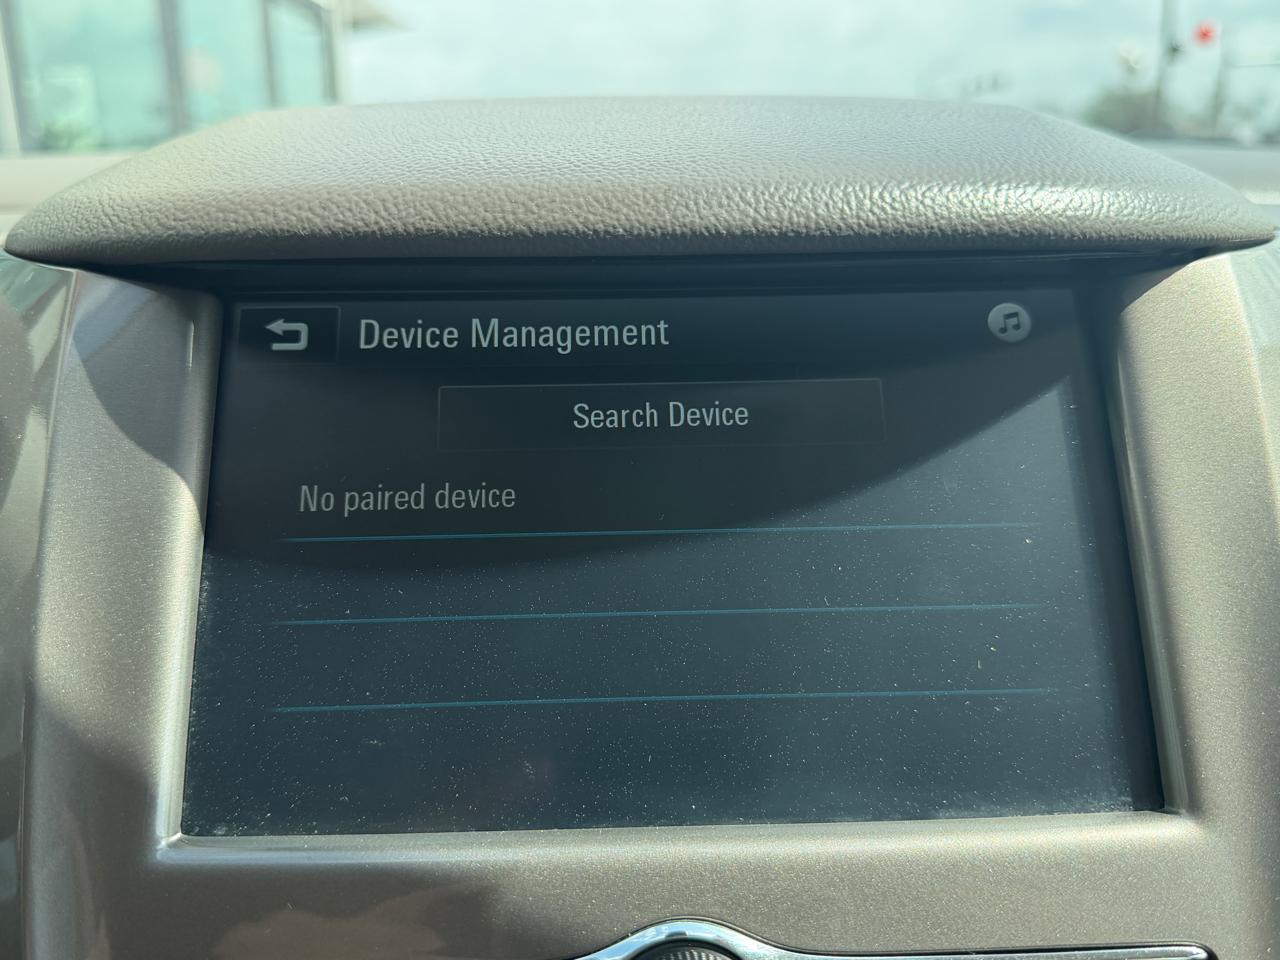 Device Management
Search Device
No paired device